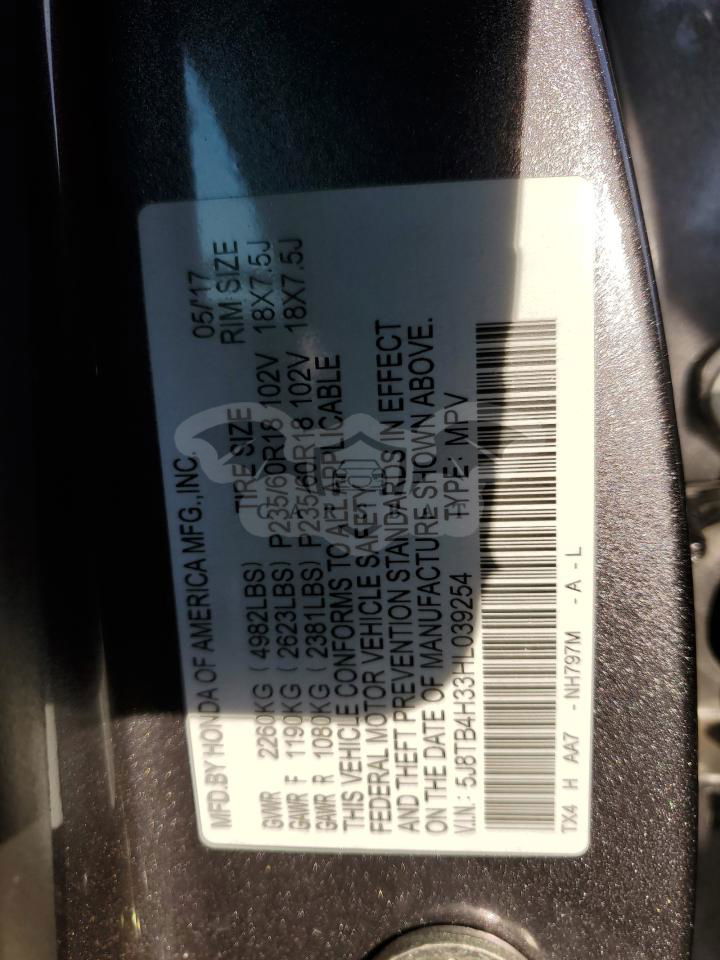 MFD.BY HONDA OF AMERICA MFG.,INC. 05/17
TIRE SIZE RIM SIZE
GVWR 2260KG ( 4982LBS)
GAWR F 1190KG ( 2623LBS) P235/60R18 102V 18X7.5J
GAWR R 1080KG ( 2381LBS) P235/60R18 102V 18X7.5J
THIS VEHICLE CONFORMS TO ALL APPLICABLE
FEDERAL MOTOR VEHICLE SAFETY
AND THEFT PREVENTION STANDARDS IN EFFECT
ON THE DATE OF MANUFACTURE SHOWN ABOVE.
V.I.N.: 5J8TB4H33HL039254 TYPE: MPV
TX4 H AA7 - NH797M - A - L